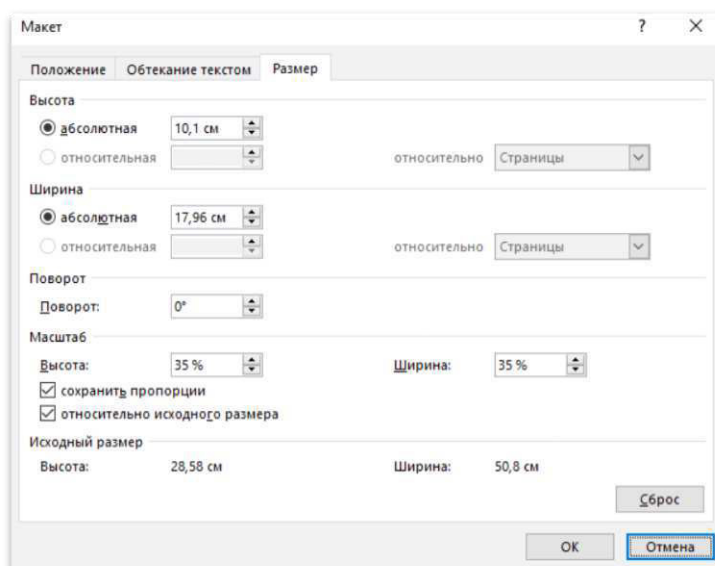 Макет ? ×
Положение Обтекание текстом Размер
Высота
абсолютная 10,1 см
относительная относительно Страницы
Ширина
абсолютная 17,96 см
относительная относительно Страницы
Поворот
Поворот: 0°
Масштаб
Высота: 35 % Ширина: 35 %
сохранить пропорции
относительно исходного размера
Исходный размер
Высота: 28,58 см Ширина: 50,8 см
Сброс
ОК Отмена